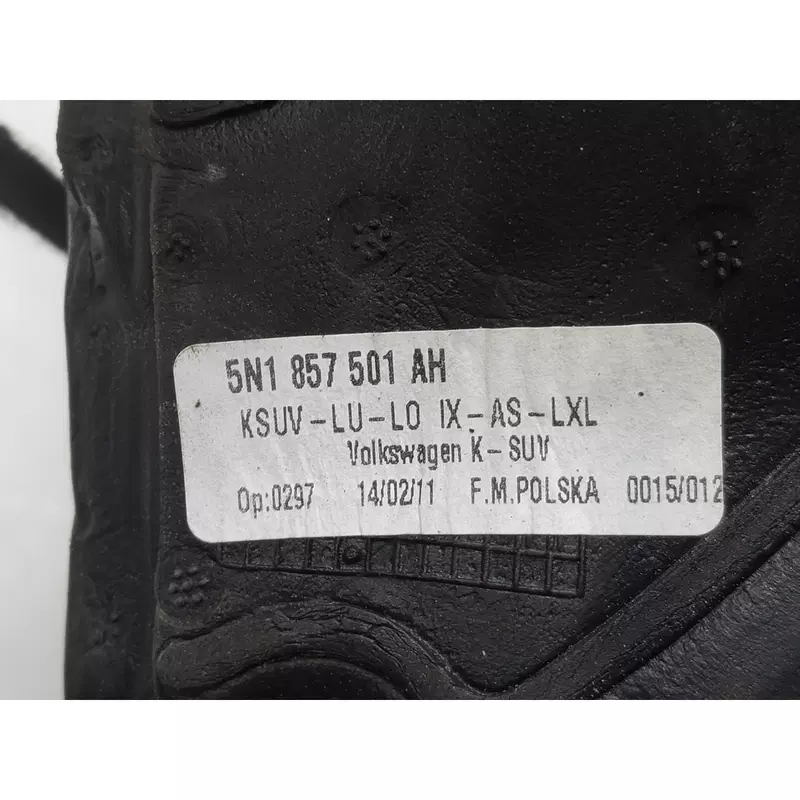 5N1 857 501 AH
KSUV-LU-LO IX-AS-LXL
Volkswagen K-SUV
Op:0297 14/02/11 F.M.POLSKA 0015/012